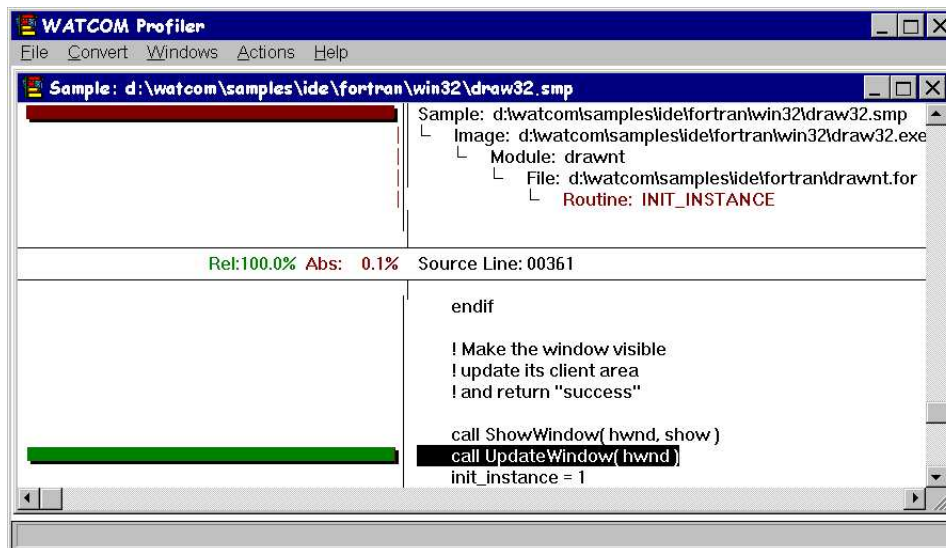 WATCOM Profiler
File Convert Windows Actions Help
Sample: d:\watcom\samples\ide\fortran\win32\draw32.smp
Sample: d:\watcom\samples\ide\fortran\win32\draw32.smp
Image: d:\watcom\samples\ide\fortran\win32\draw32.exe
Module: drawnt
File: d:\watcom\samples\ide\fortran\drawnt.for
Routine: INIT_INSTANCE
Rel:100.0% Abs: 0.1% Source Line: 00361
endif
! Make the window visible
! update its client area
! and return "success"
call ShowWindow( hwnd, show )
call UpdateWindow( hwnd )
init_instance = 1